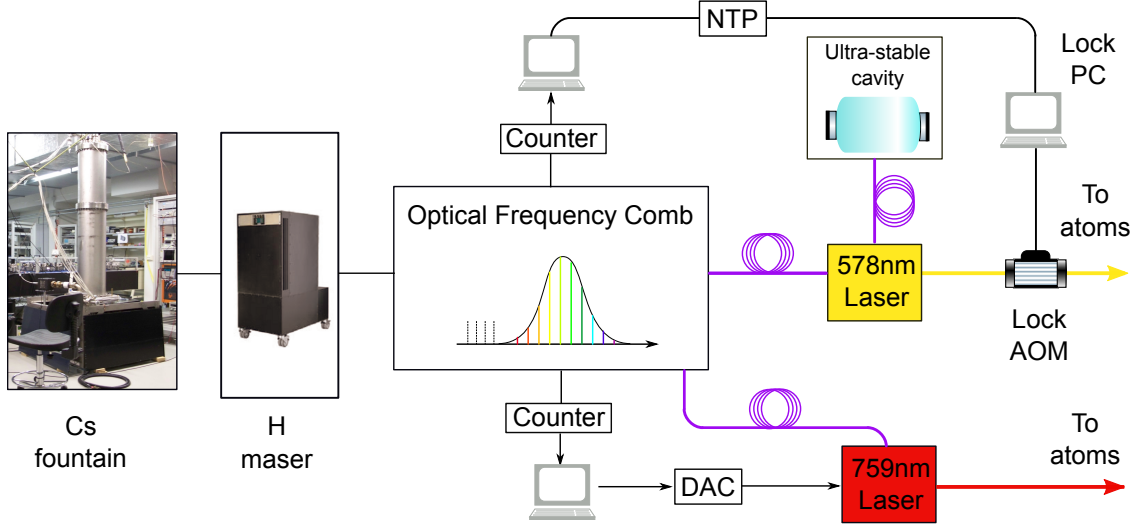 NTP
Lock
PC
Ultra-stable
cavity
Counter
To
atoms
Optical Frequency Comb
578nm
Laser
Lock
AOM
Cs
fountain
H
maser
Counter
To
atoms
759nm
Laser
DAC